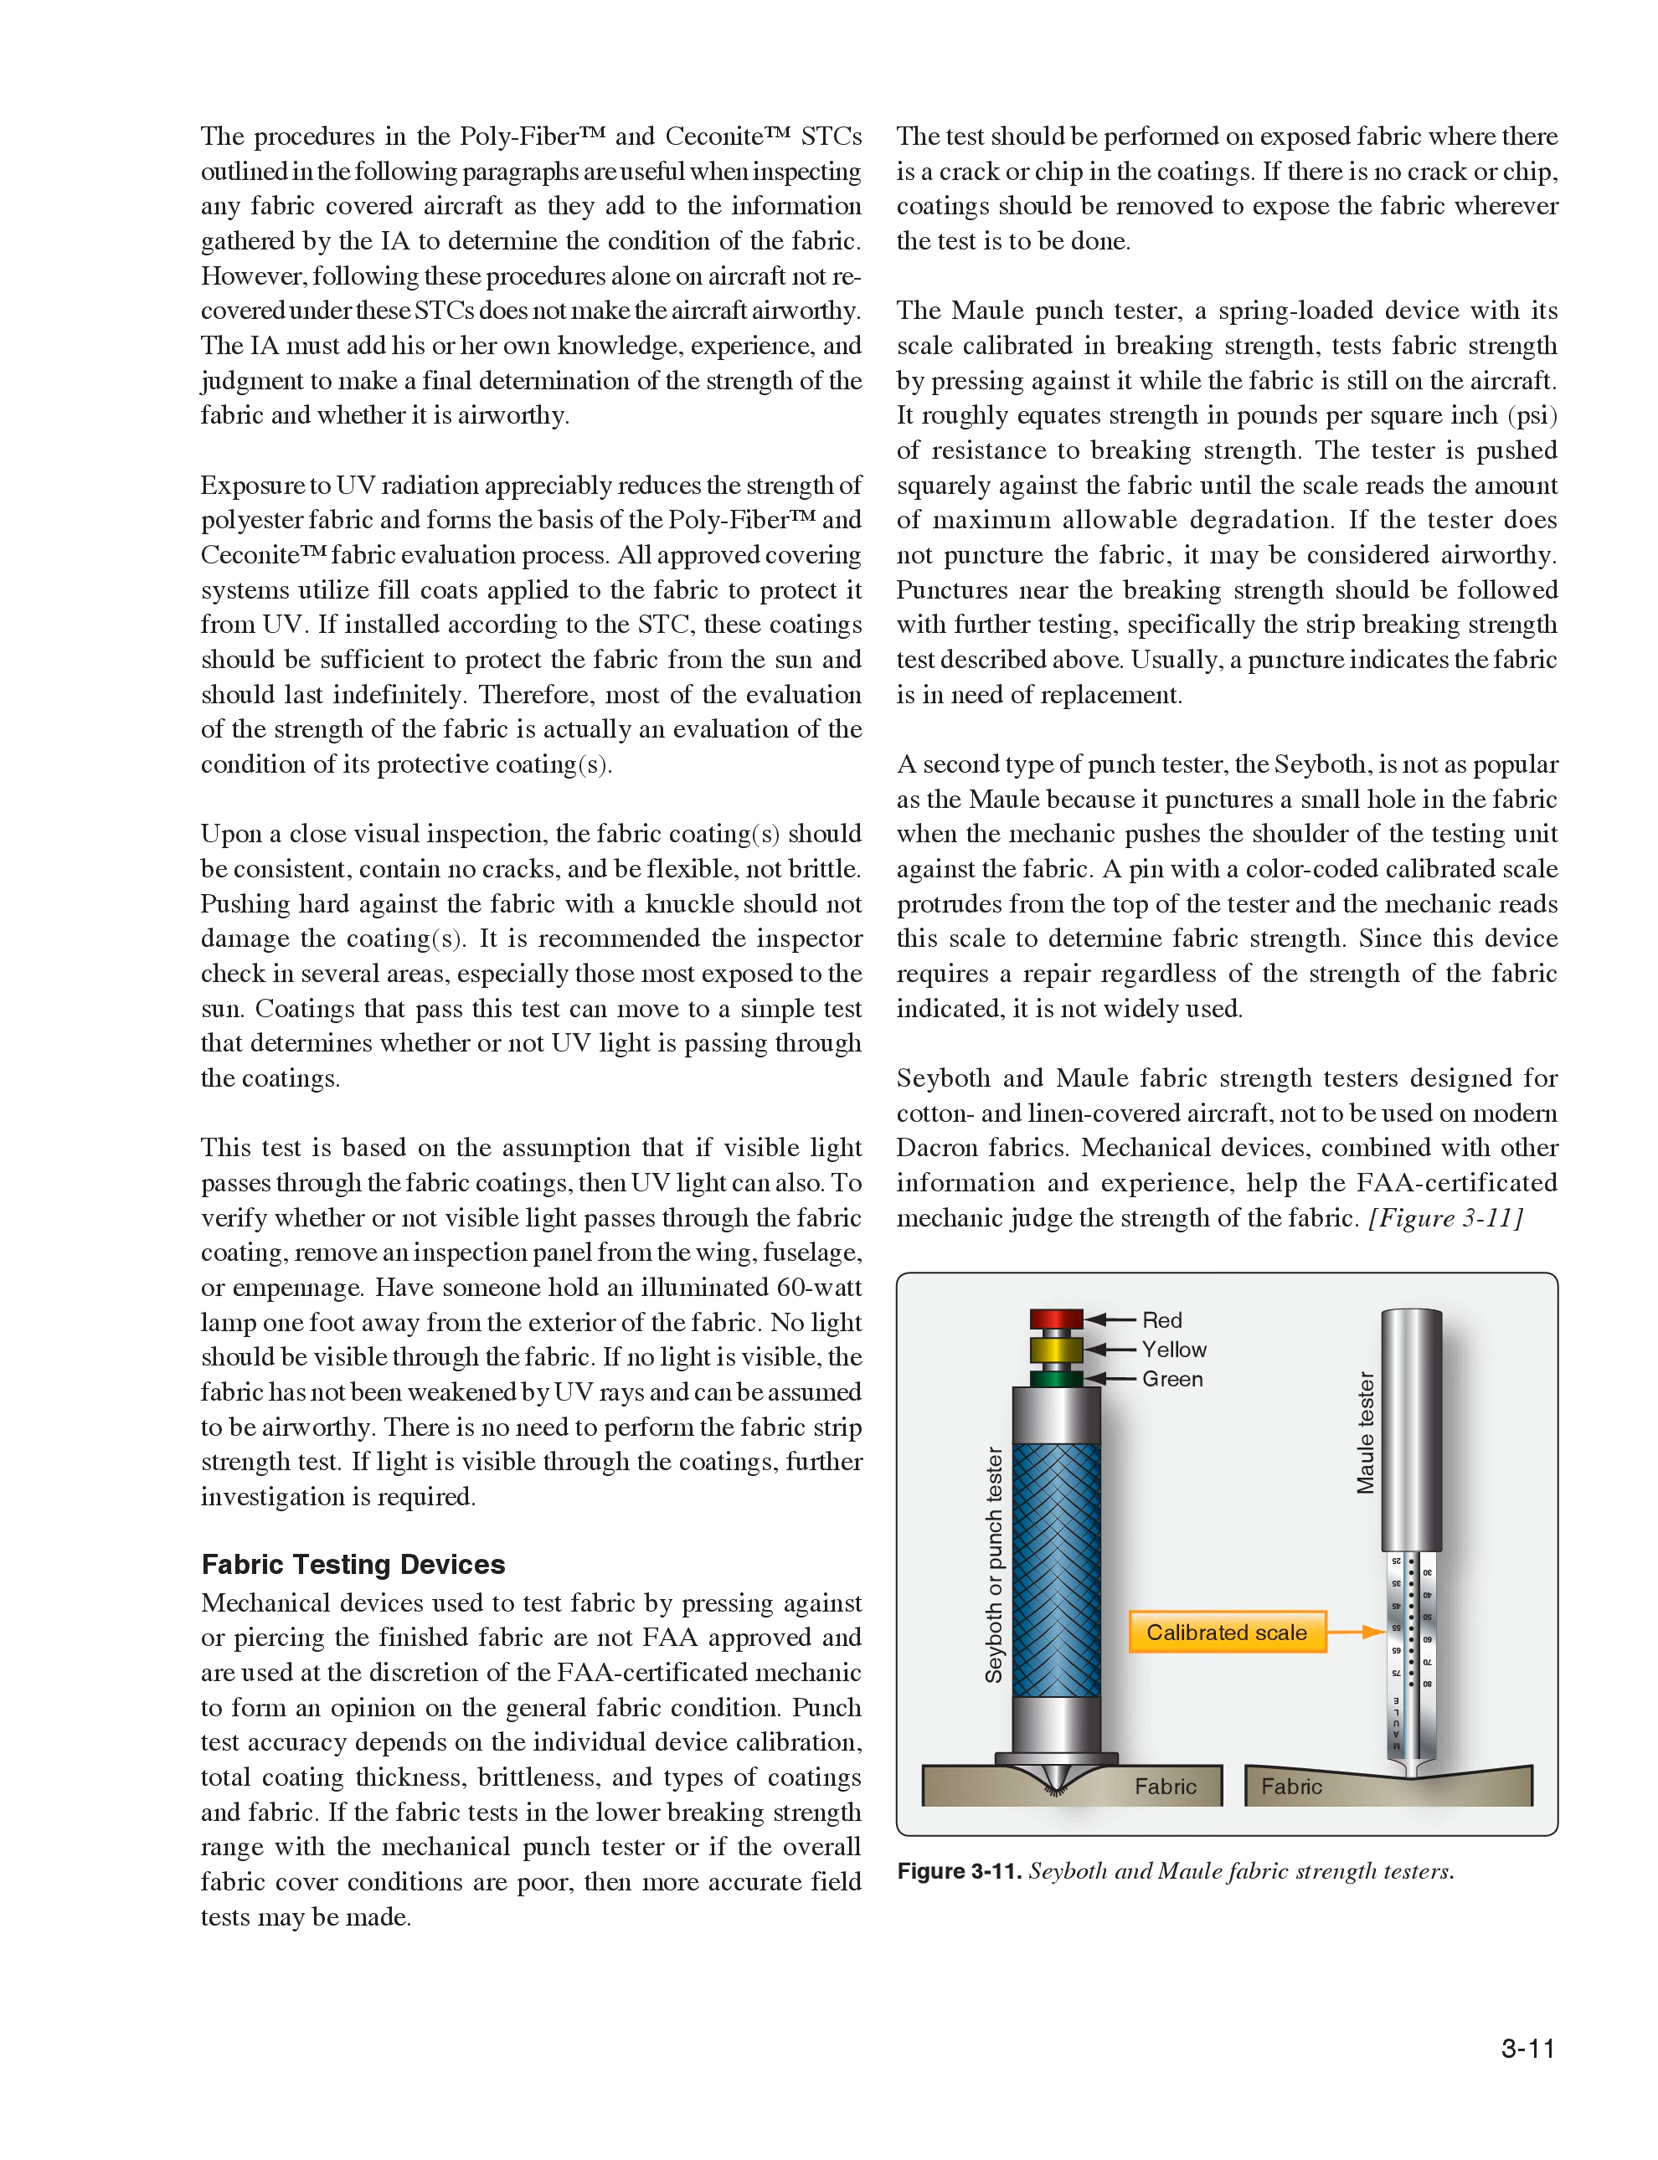 The procedures in the Poly-Fiber™ and Ceconite™ STCs
outlined in the following paragraphs are useful when inspecting
any fabric covered aircraft as they add to the information
gathered by the IA to determine the condition of the fabric.
However, following these procedures alone on aircraft not re-
covered under these STCs does not make the aircraft airworthy.
The IA must add his or her own knowledge, experience, and
judgment to make a final determination of the strength of the
fabric and whether it is airworthy.
Exposure to UV radiation appreciably reduces the strength of
polyester fabric and forms the basis of the Poly-Fiber™ and
Ceconite™ fabric evaluation process. All approved covering
systems utilize fill coats applied to the fabric to protect it
from UV. If installed according to the STC, these coatings
should be sufficient to protect the fabric from the sun and
should last indefinitely. Therefore, most of the evaluation
of the strength of the fabric is actually an evaluation of the
condition of its protective coating(s).
Upon a close visual inspection, the fabric coating(s) should
be consistent, contain no cracks, and be flexible, not brittle.
Pushing hard against the fabric with a knuckle should not
damage the coating(s). It is recommended the inspector
check in several areas, especially those most exposed to the
sun. Coatings that pass this test can move to a simple test
that determines whether or not UV light is passing through
the coatings.
This test is based on the assumption that if visible light
passes through the fabric coatings, then UV light can also. To
verify whether or not visible light passes through the fabric
coating, remove an inspection panel from the wing, fuselage,
or empennage. Have someone hold an illuminated 60-watt
lamp one foot away from the exterior of the fabric. No light
should be visible through the fabric. If no light is visible, the
fabric has not been weakened by UV rays and can be assumed
to be airworthy. There is no need to perform the fabric strip
strength test. If light is visible through the coatings, further
investigation is required.
Fabric Testing Devices
Mechanical devices used to test fabric by pressing against
or piercing the finished fabric are not FAA approved and
are used at the discretion of the FAA-certificated mechanic
to form an opinion on the general fabric condition. Punch
test accuracy depends on the individual device calibration,
total coating thickness, brittleness, and types of coatings
and fabric. If the fabric tests in the lower breaking strength
range with the mechanical punch tester or if the overall
fabric cover conditions are poor, then more accurate field
tests may be made.
The test should be performed on exposed fabric where there
is a crack or chip in the coatings. If there is no crack or chip,
coatings should be removed to expose the fabric wherever
the test is to be done.
The Maule punch tester, a spring-loaded device with its
scale calibrated in breaking strength, tests fabric strength
by pressing against it while the fabric is still on the aircraft.
It roughly equates strength in pounds per square inch (psi)
of resistance to breaking strength. The tester is pushed
squarely against the fabric until the scale reads the amount
of maximum allowable degradation. If the tester does
not puncture the fabric, it may be considered airworthy.
Punctures near the breaking strength should be followed
with further testing, specifically the strip breaking strength
test described above. Usually, a puncture indicates the fabric
is in need of replacement.
A second type of punch tester, the Seyboth, is not as popular
as the Maule because it punctures a small hole in the fabric
when the mechanic pushes the shoulder of the testing unit
against the fabric. A pin with a color-coded calibrated scale
protrudes from the top of the tester and the mechanic reads
this scale to determine fabric strength. Since this device
requires a repair regardless of the strength of the fabric
indicated, it is not widely used.
Seyboth and Maule fabric strength testers designed for
cotton- and linen-covered aircraft, not to be used on modern
Dacron fabrics. Mechanical devices, combined with other
information and experience, help the FAA-certificated
mechanic judge the strength of the fabric. [Figure 3-11]
Red
Yellow
Green
Seyboth or punch tester
Maule tester
25
30
35
40
45
50
55
60
65
70
75
80
MAULE
Calibrated scale
Fabric
Fabric
Figure 3-11. Seyboth and Maule fabric strength testers.
3-11